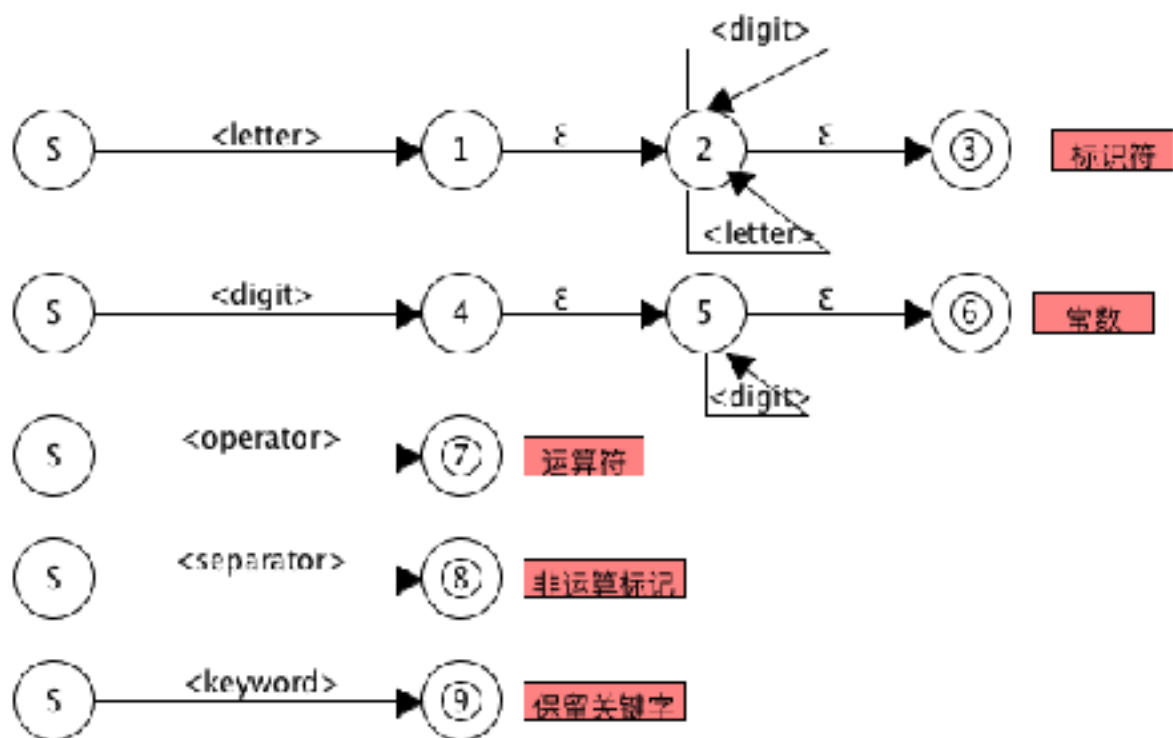 <digit>
S <letter> 1 ε 2 ε 3 标识符
<letter>
S <digit> 4 ε 5 ε 6 常数
<digit>
S <operator> 7 运算符
S <separator> 8 非运算标记
S <keyword> 9 保留关键字